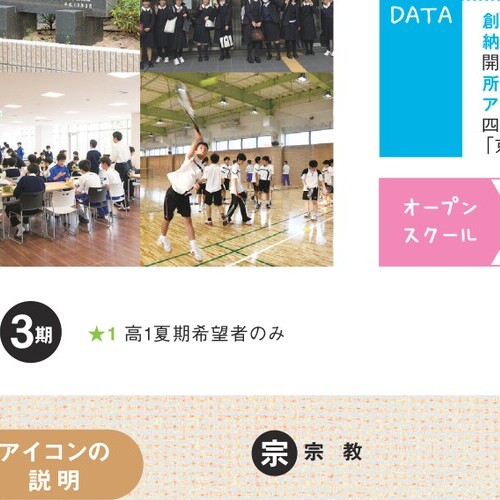 DATA
創
納
開
所
ア
四
オープン
スクール
3期
★1 高1夏期希望者のみ
アイコンの
説明
宗 宗 教